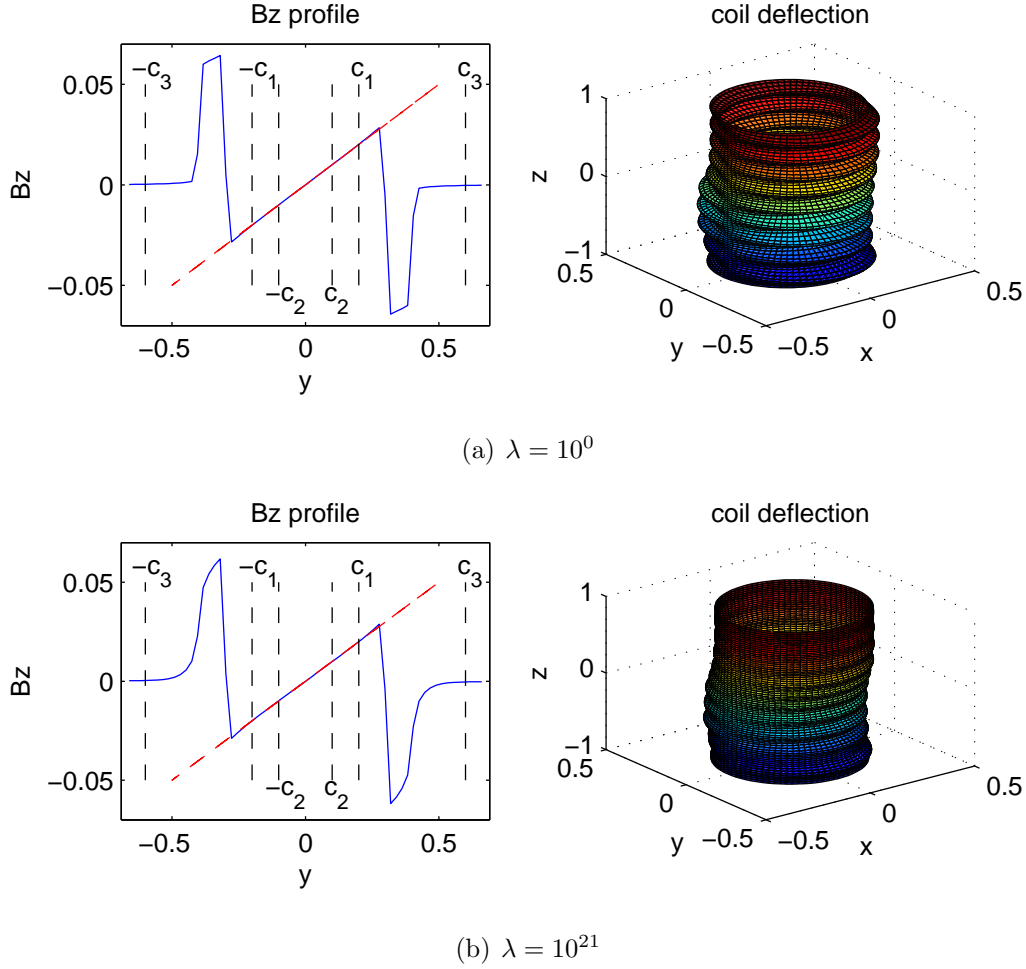 Bz profile
coil deflection
−c3 −c1 c1 c3
0.05
0
−0.05
Bz
−c2 c2
−0.5 0 0.5
y
1
0
−1
z
0.5
0
−0.5
y
−0.5
0
0.5
x
(a) λ = 10^0
Bz profile
coil deflection
−c3 −c1 c1 c3
0.05
0
−0.05
Bz
−c2 c2
−0.5 0 0.5
y
1
0
−1
z
0.5
0
−0.5
y
−0.5
0
0.5
x
(b) λ = 10^21